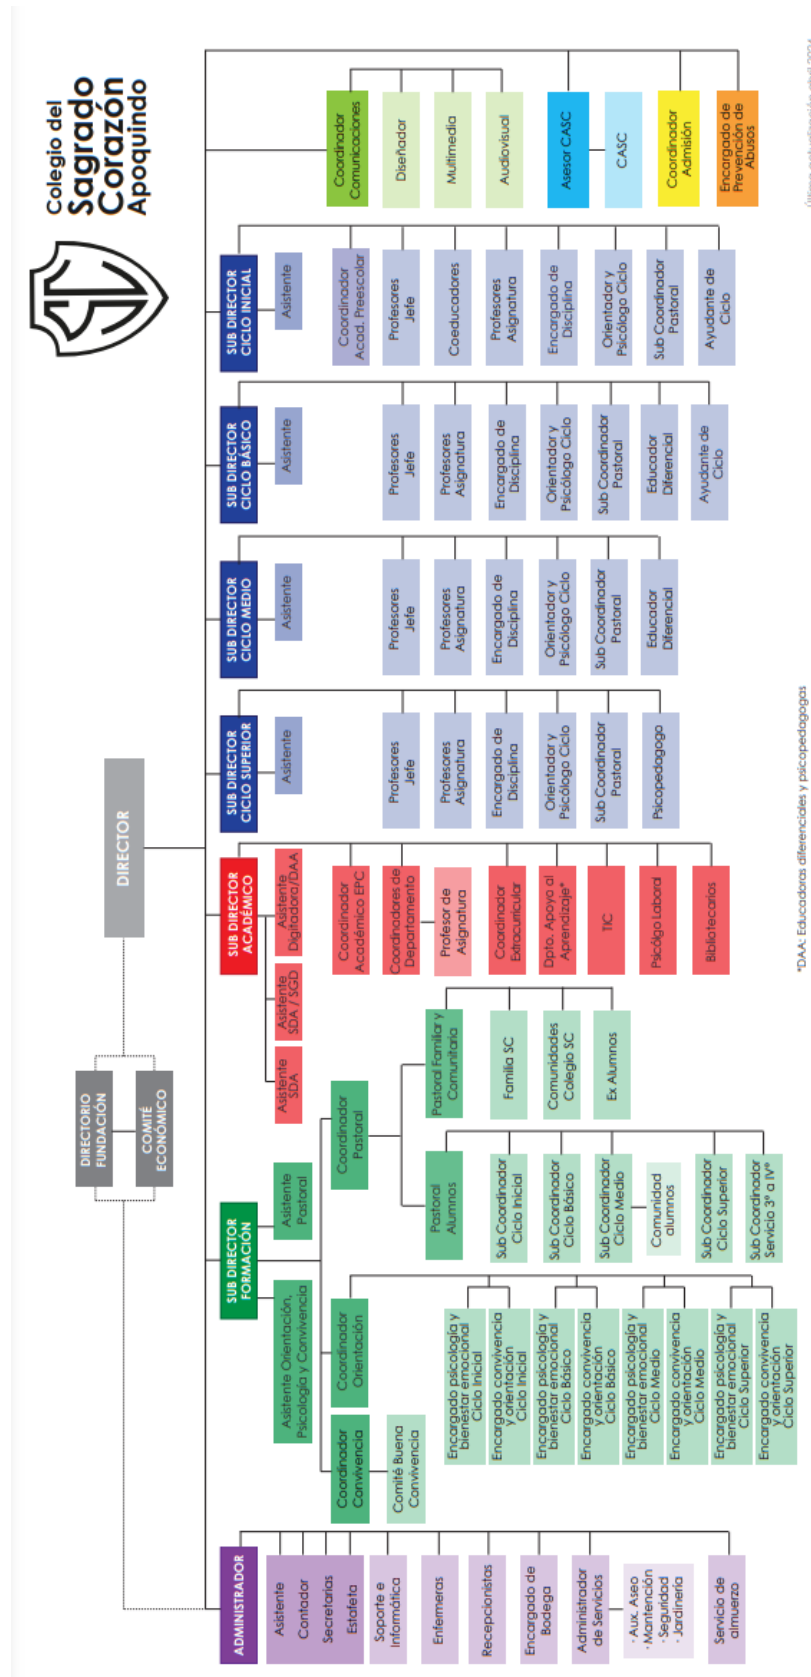 Colegio del
Sagrado
Corazón
Apoquindo
DIRECTORIO
FUNDACIÓN
COMITÉ
ECONÓMICO
DIRECTOR
ADMINISTRADOR
Asistente
Contador
Secretarias
Estafeta
Soporte e
Informática
Enfermeras
Recepcionistas
Encargado de
Bodega
Administrador
de Servicios
· Aux. Aseo
· Mantención
· Seguridad
· Jardinería
Servicio de
almuerzo
SUB DIRECTOR
FORMACIÓN
Asistente Orientación,
Psicología y Convivencia
Asistente
Pastoral
Coordinador
Convivencia
Comité Buena
Convivencia
Coordinador
Orientación
Encargado psicología y
bienestar emocional
Ciclo Inicial
Encargado convivencia
y orientación
Ciclo Inicial
Encargado psicología y
bienestar emocional
Ciclo Básico
Encargado convivencia
y orientación
Ciclo Básico
Encargado psicología y
bienestar emocional
Ciclo Medio
Encargado convivencia
y orientación
Ciclo Medio
Encargado psicología y
bienestar emocional
Ciclo Superior
Encargado convivencia
y orientación
Ciclo Superior
Coordinador
Pastoral
Pastoral
Alumnos
Sub Coordinador
Ciclo Inicial
Sub Coordinador
Ciclo Básico
Sub Coordinador
Ciclo Medio
Comunidad
alumnos
Sub Coordinador
Ciclo Superior
Sub Coordinador
Servicio 3º a IVº
Pastoral Familiar y
Comunitaria
Familia SC
Comunidades
Colegio SC
Ex Alumnos
SUB DIRECTOR
ACADÉMICO
Asistente
SDA
Asistente
SDA / SGD
Asistente
Digitadora/DAA
Coordinador
Académico EPC
Coordinadores de
Departamento
Profesor de
Asignatura
Coordinador
Extracurricular
Dpto. Apoyo al
Aprendizaje*
TIC
Psicólgo Laboral
Bibliotecarios
SUB DIRECTOR
CICLO SUPERIOR
Asistente
Profesores
Jefe
Profesores
Asignatura
Encargado de
Disciplina
Orientador y
Psicólogo Ciclo
Sub Coordinador
Pastoral
Psicopedagogo
SUB DIRECTOR
CICLO MEDIO
Asistente
Profesores
Jefe
Profesores
Asignatura
Encargado de
Disciplina
Orientador y
Psicólogo Ciclo
Sub Coordinador
Pastoral
Educador
Diferencial
SUB DIRECTOR
CICLO BÁSICO
Asistente
Profesores
Jefe
Profesores
Asignatura
Encargado de
Disciplina
Orientador y
Psicólogo Ciclo
Sub Coordinador
Pastoral
Educador
Diferencial
Ayudante de
Ciclo
SUB DIRECTOR
CICLO INICIAL
Asistente
Coordinador
Acad. Preescolar
Profesores
Jefe
Coeducadores
Profesores
Asignatura
Encargado de
Disciplina
Orientador y
Psicólogo Ciclo
Sub Coordinador
Pastoral
Ayudante de
Ciclo
Coordinador
Comunicaciones
Diseñador
Multimedia
Audiovisual
Asesor CASC
CASC
Coordinador
Admisión
Encargado de
Prevención de
Abusos
*DAA: Educadoras diferenciales y psicopedagogas